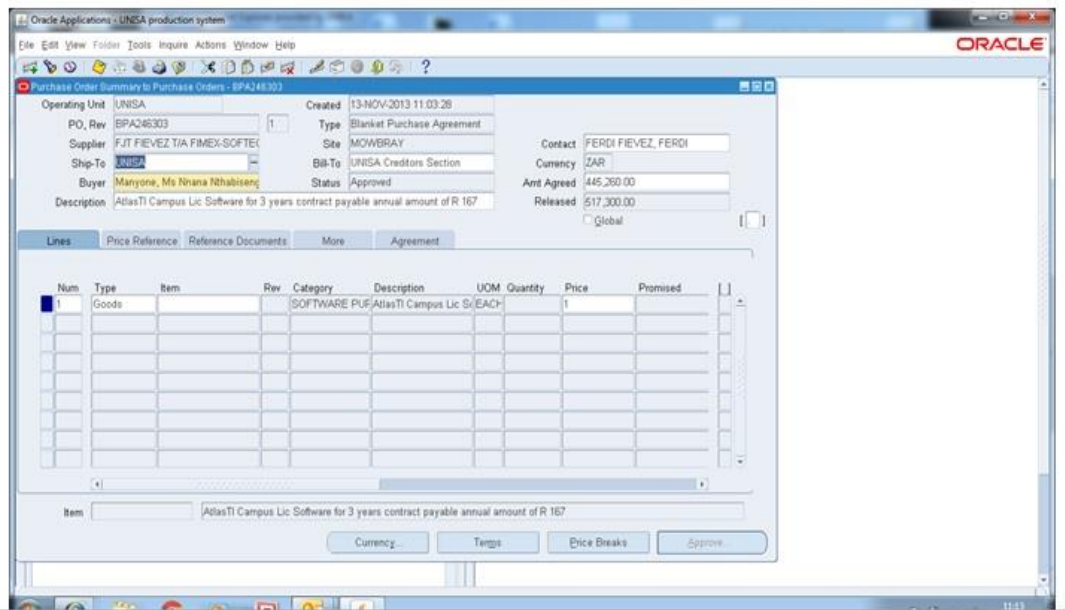 Oracle Applications - UNISA production system
File Edit View Folder Tools Inquire Actions Window Help
ORACLE
Purchase Order Summary to Purchase Orders - BPA246303
Operating Unit UNISA Created 13-NOV-2013 11:03:28
PO, Rev BPA246303 1 Type Blanket Purchase Agreement
Supplier FJT FIEVEZ T/A FIMEX-SOFTEC Site MOWBRAY Contact FERDI FIEVEZ, FERDI
Ship-To UNISA Bill-To UNISA Creditors Section Currency ZAR
Buyer Manyone, Ms Nnana Nthabiseng Status Approved Amt Agreed 445,260.00
Description AtlasTI Campus Lic Software for 3 years contract payable annual amount of R 167 Released 517,300.00
Global [ . ]
Lines Price Reference Reference Documents More Agreement
Num Type Item Rev Category Description UOM Quantity Price Promised [ ]
1 Goods SOFTWARE PUR AtlasTI Campus Lic So EACH 1
Item AtlasTI Campus Lic Software for 3 years contract payable annual amount of R 167
Currency... Terms Price Breaks Approve...
11:43